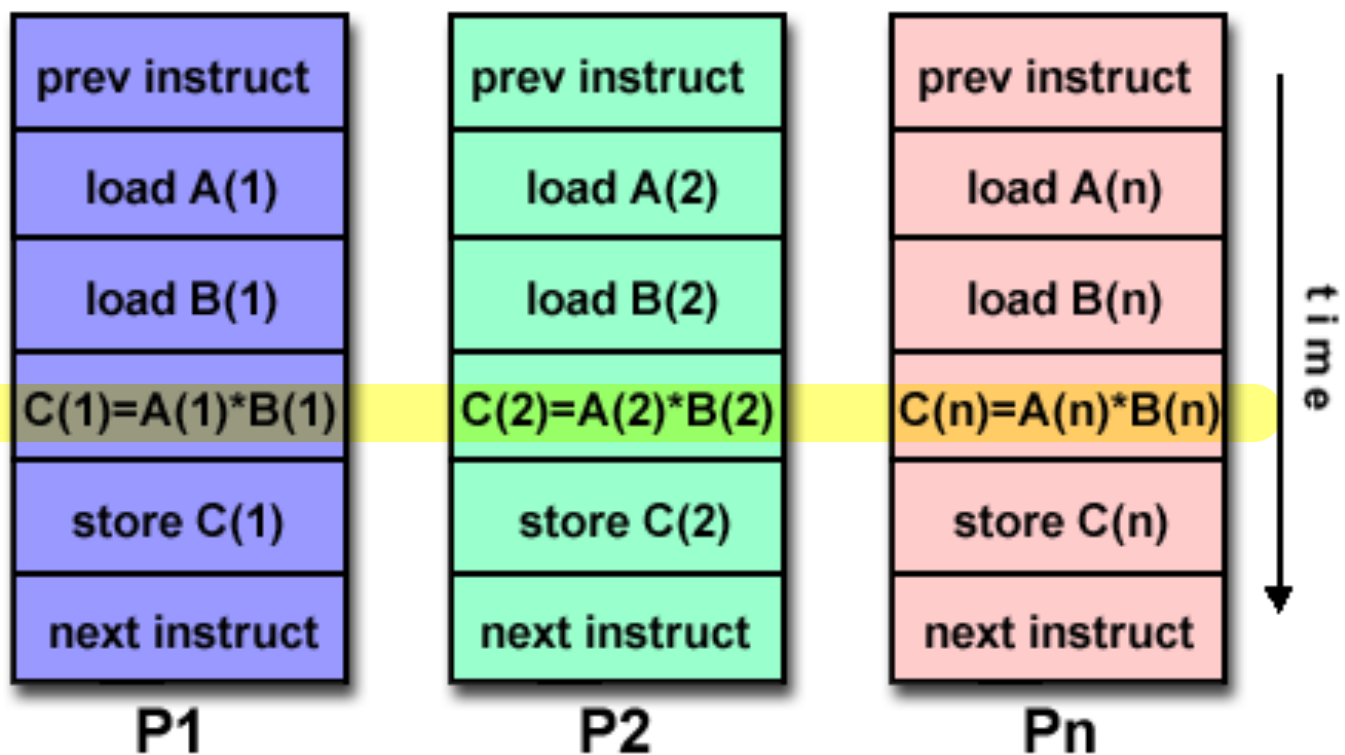 prev instruct
load A(1)
load B(1)
C(1)=A(1)*B(1)
store C(1)
next instruct
P1
prev instruct
load A(2)
load B(2)
C(2)=A(2)*B(2)
store C(2)
next instruct
P2
prev instruct
load A(n)
load B(n)
C(n)=A(n)*B(n)
store C(n)
next instruct
Pn
time